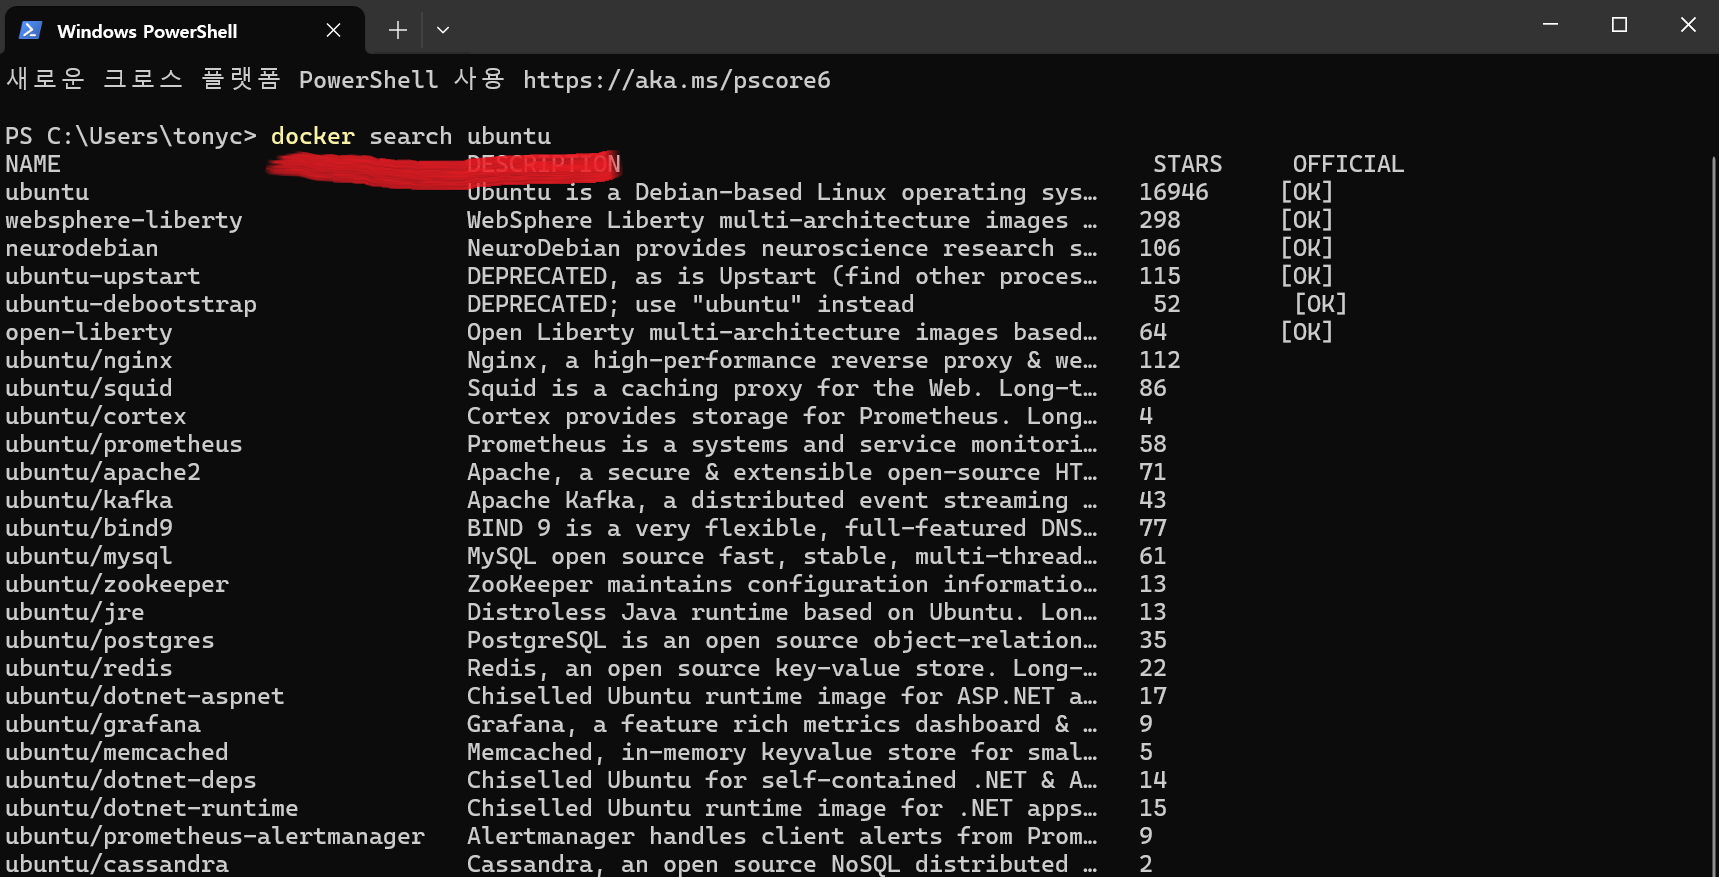 Windows PowerShell
새로운 크로스 플랫폼 PowerShell 사용 https://aka.ms/pscore6
PS C:\Users\tonyc> docker search ubuntu
NAME DESCRIPTION STARS OFFICIAL
ubuntu Ubuntu is a Debian-based Linux operating sys… 16946 [OK]
websphere-liberty WebSphere Liberty multi-architecture images … 298 [OK]
neurodebian NeuroDebian provides neuroscience research s… 106 [OK]
ubuntu-upstart DEPRECATED, as is Upstart (find other proces… 115 [OK]
ubuntu-debootstrap DEPRECATED; use "ubuntu" instead 52 [OK]
open-liberty Open Liberty multi-architecture images based… 64 [OK]
ubuntu/nginx Nginx, a high-performance reverse proxy & we… 112
ubuntu/squid Squid is a caching proxy for the Web. Long-t… 86
ubuntu/cortex Cortex provides storage for Prometheus. Long… 4
ubuntu/prometheus Prometheus is a systems and service monitori… 58
ubuntu/apache2 Apache, a secure & extensible open-source HT… 71
ubuntu/kafka Apache Kafka, a distributed event streaming … 43
ubuntu/bind9 BIND 9 is a very flexible, full-featured DNS… 77
ubuntu/mysql MySQL open source fast, stable, multi-thread… 61
ubuntu/zookeeper ZooKeeper maintains configuration informatio… 13
ubuntu/jre Distroless Java runtime based on Ubuntu. Lon… 13
ubuntu/postgres PostgreSQL is an open source object-relation… 35
ubuntu/redis Redis, an open source key-value store. Long-… 22
ubuntu/dotnet-aspnet Chiselled Ubuntu runtime image for ASP.NET a… 17
ubuntu/grafana Grafana, a feature rich metrics dashboard & … 9
ubuntu/memcached Memcached, in-memory keyvalue store for smal… 5
ubuntu/dotnet-deps Chiselled Ubuntu for self-contained .NET & A… 14
ubuntu/dotnet-runtime Chiselled Ubuntu runtime image for .NET apps… 15
ubuntu/prometheus-alertmanager Alertmanager handles client alerts from Prom… 9
ubuntu/cassandra Cassandra, an open source NoSQL distributed … 2